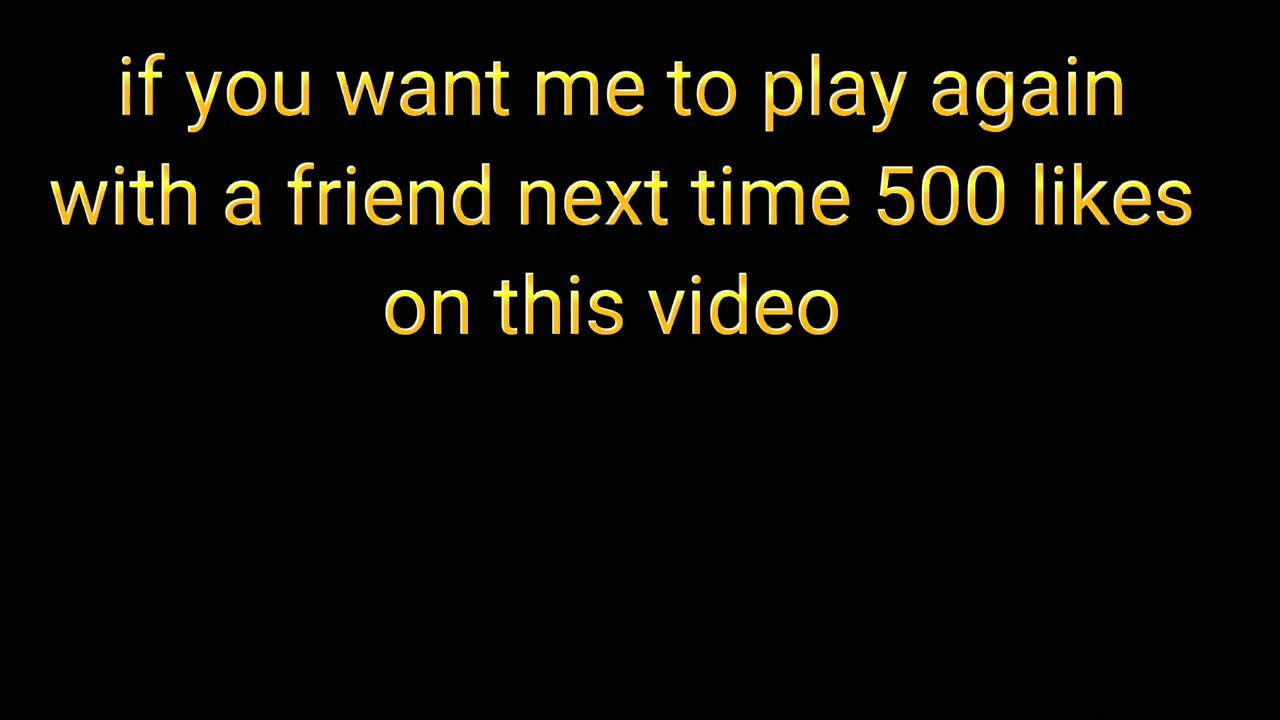 if you want me to play again
with a friend next time 500 likes
on this video